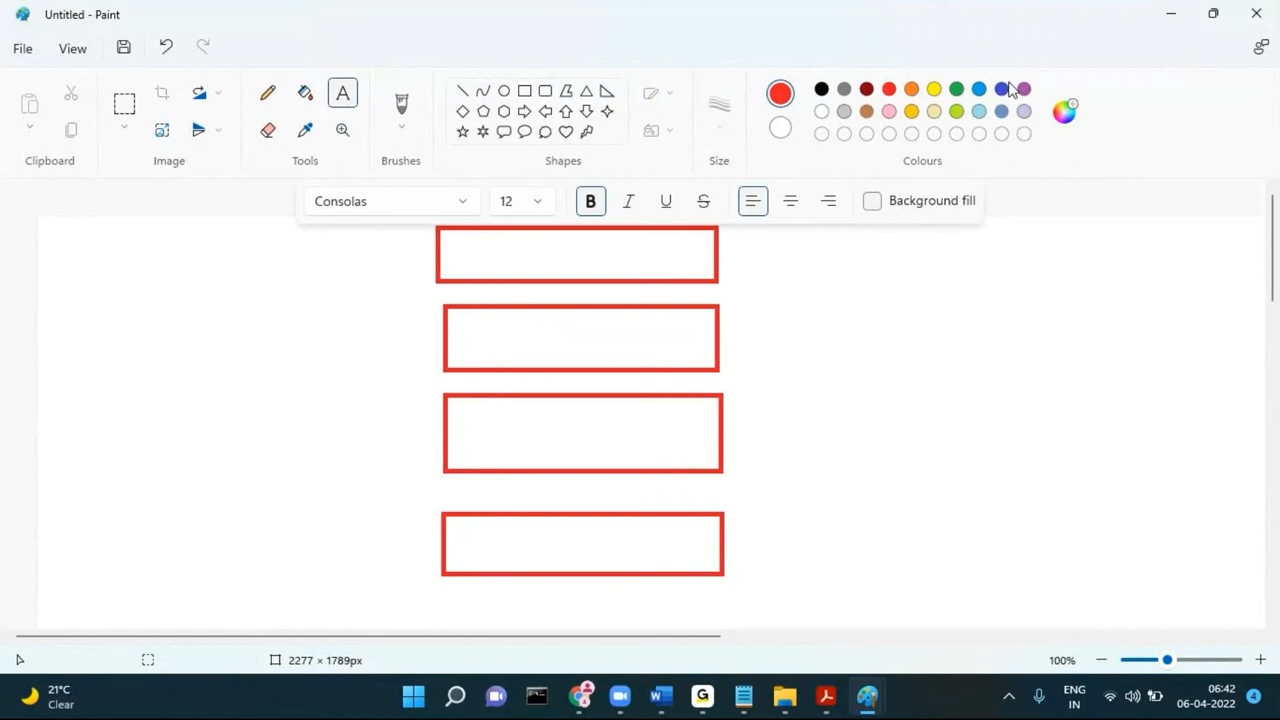 Untitled - Paint
File View
Clipboard Image Tools Brushes Shapes Size Colours
Consolas 12 B I U S Background fill
2277 × 1789px 100%
21°C
Clear
ENG
IN
06:42
06-04-2022
4